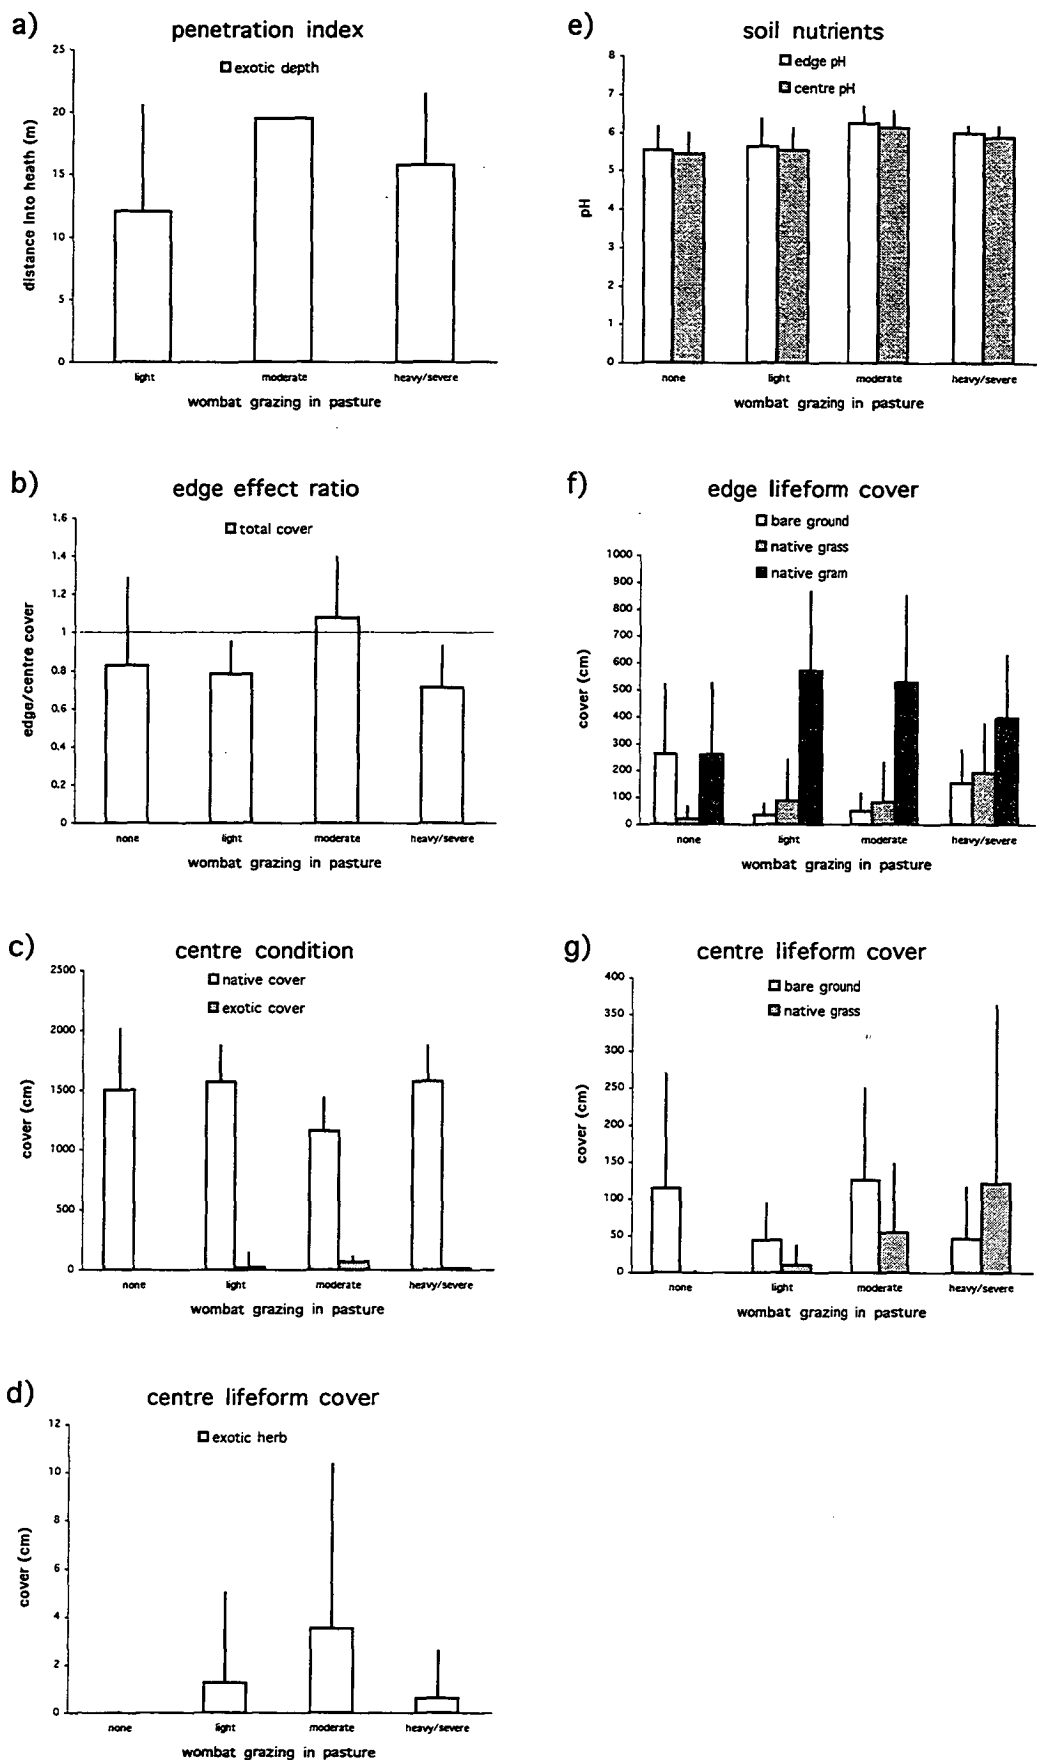 a)
penetration index
exotic depth
distance into heath (m)
25
20
15
10
5
0
light moderate heavy/severe
wombat grazing in pasture
b)
edge effect ratio
total cover
edge/centre cover
1.6
1.4
1.2
1
0.8
0.6
0.4
0.2
0
none light moderate heavy/severe
wombat grazing in pasture
c)
centre condition
native cover
exotic cover
cover (cm)
2500
2000
1500
1000
500
0
none light moderate heavy/severe
wombat grazing in pasture
d)
centre lifeform cover
exotic herb
cover (cm)
12
10
8
6
4
2
0
none light moderate heavy/severe
wombat grazing in pasture
e)
soil nutrients
edge pH
centre pH
pH
8
7
6
5
4
3
2
1
0
none light moderate heavy/severe
wombat grazing in pasture
f)
edge lifeform cover
bare ground
native grass
native gram
cover (cm)
1000
900
800
700
600
500
400
300
200
100
0
none light moderate heavy/severe
wombat grazing in pasture
g)
centre lifeform cover
bare ground
native grass
cover (cm)
400
350
300
250
200
150
100
50
0
none light moderate heavy/severe
wombat grazing in pasture